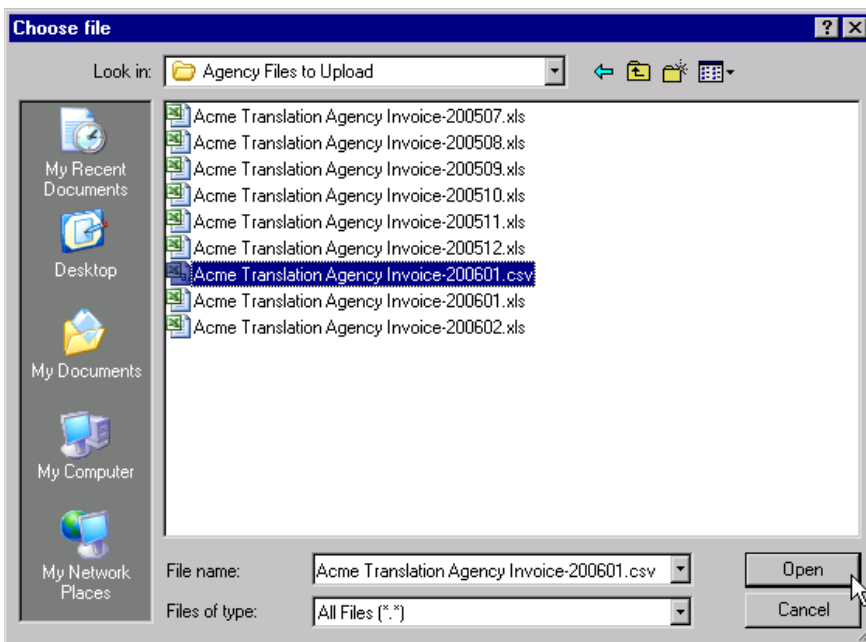 Choose file
Look in: Agency Files to Upload
My Recent
Documents
Desktop
My Documents
My Computer
My Network
Places
Acme Translation Agency Invoice-200507.xls
Acme Translation Agency Invoice-200508.xls
Acme Translation Agency Invoice-200509.xls
Acme Translation Agency Invoice-200510.xls
Acme Translation Agency Invoice-200511.xls
Acme Translation Agency Invoice-200512.xls
Acme Translation Agency Invoice-200601.csv
Acme Translation Agency Invoice-200601.xls
Acme Translation Agency Invoice-200602.xls
File name: Acme Translation Agency Invoice-200601.csv Open
Files of type: All Files (*.*) Cancel